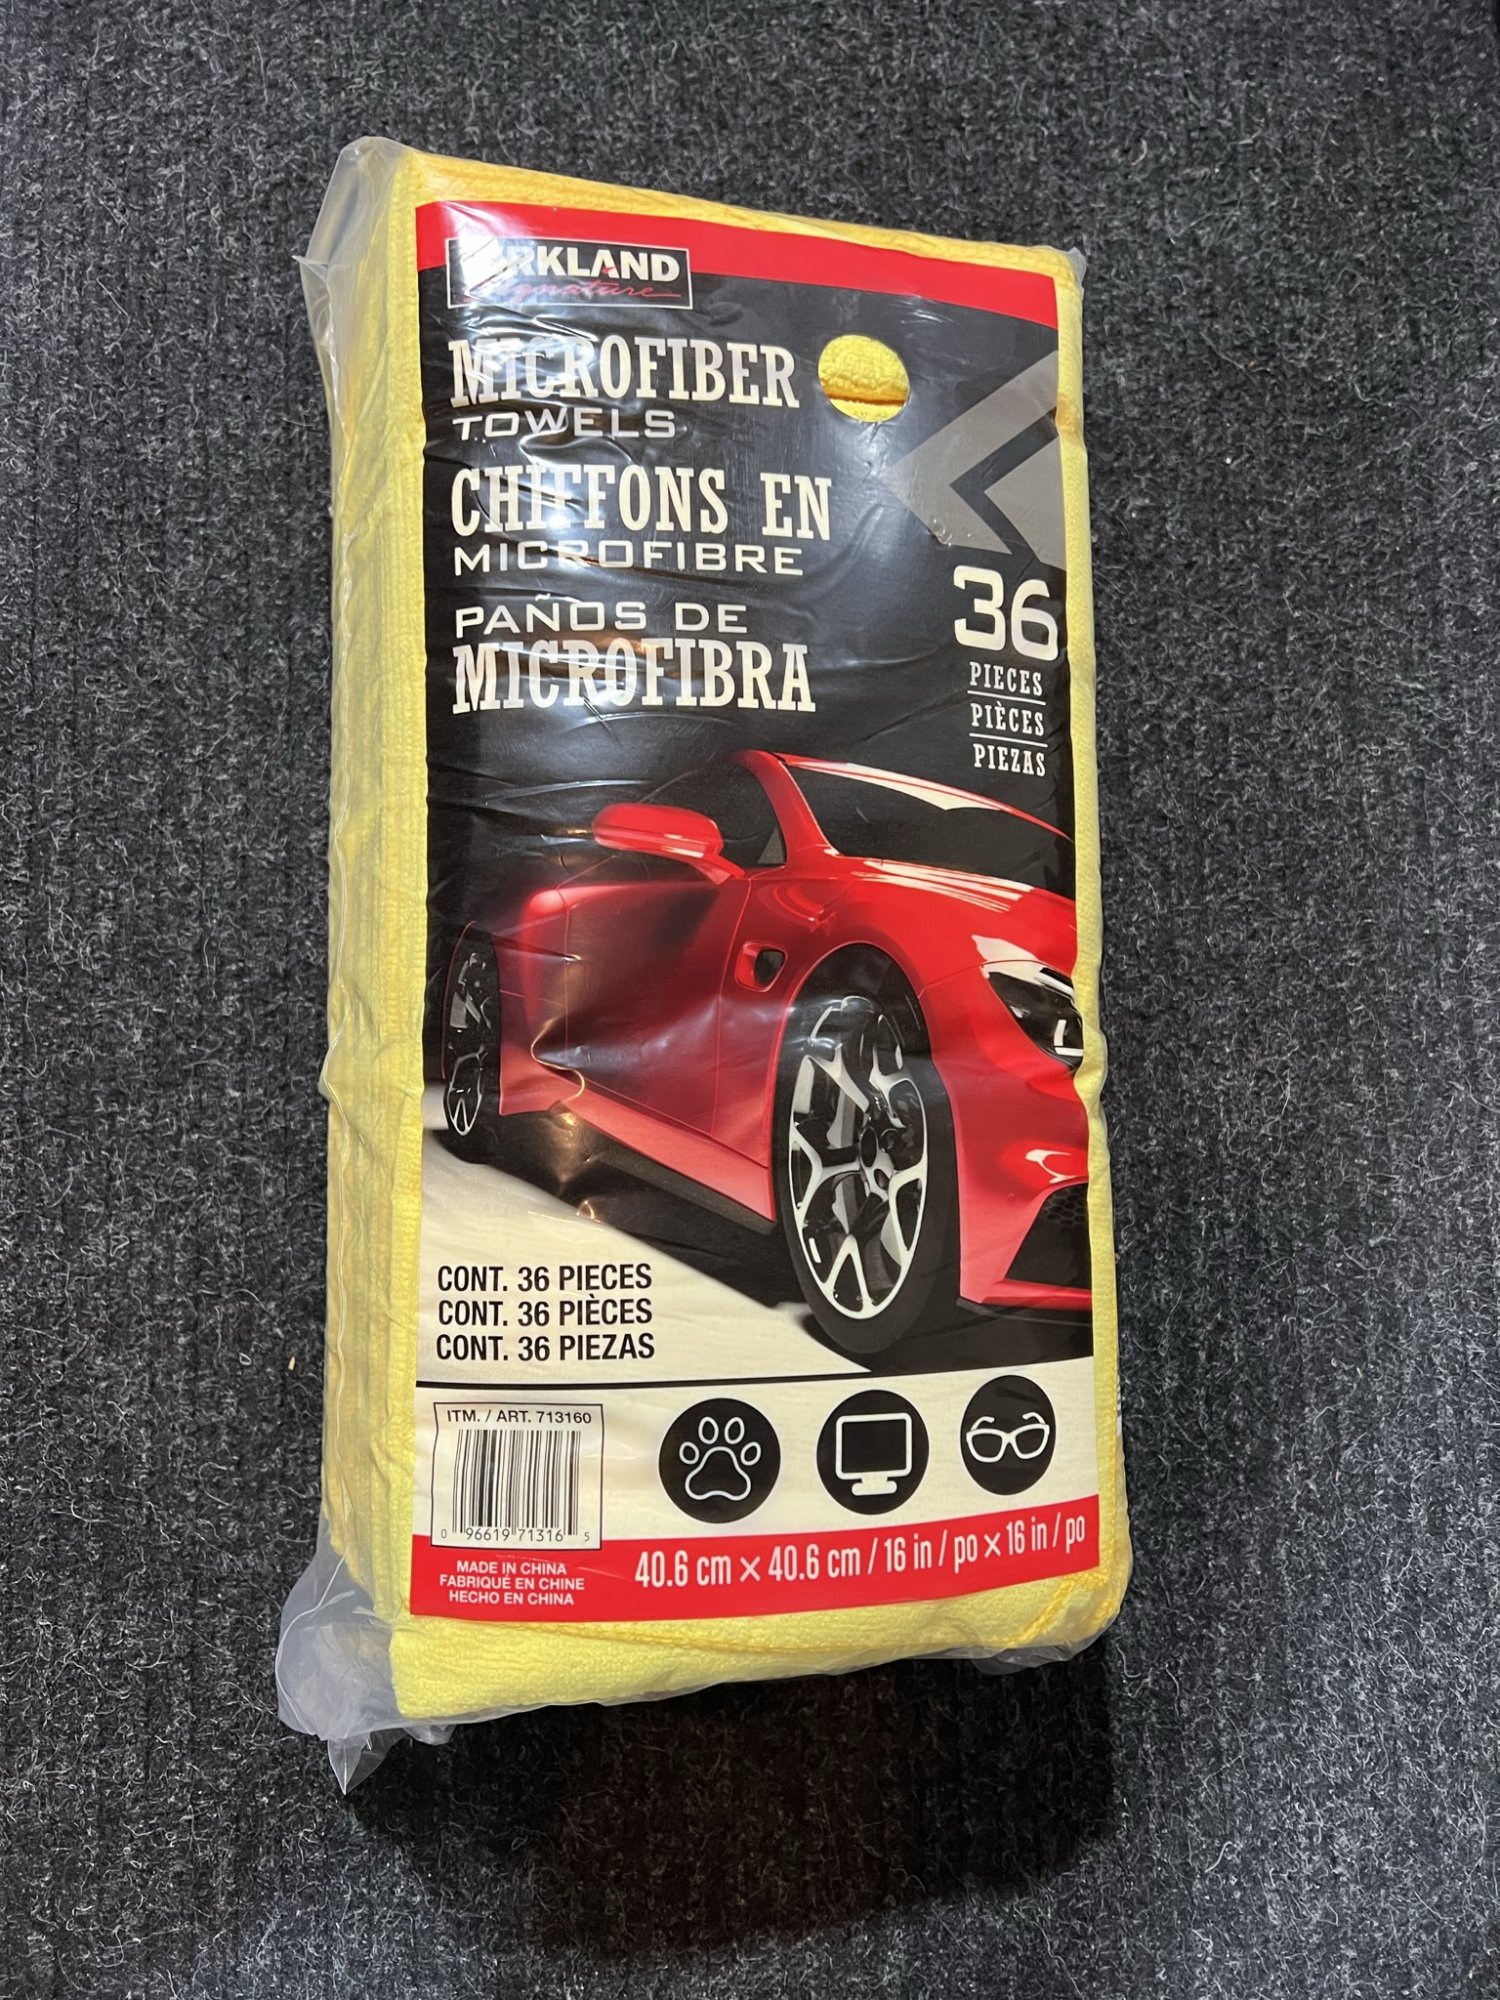 KIRKLAND
Signature
MICROFIBER
TOWELS
CHIFFONS EN
MICROFIBRE
PAÑOS DE
MICROFIBRA
36
PIECES
PIÈCES
PIEZAS
CONT. 36 PIECES
CONT. 36 PIÈCES
CONT. 36 PIEZAS
ITM. / ART. 713160
0 96619 71316 5
MADE IN CHINA
FABRIQUÉ EN CHINE
HECHO EN CHINA
40.6 cm × 40.6 cm / 16 in / po × 16 in / po